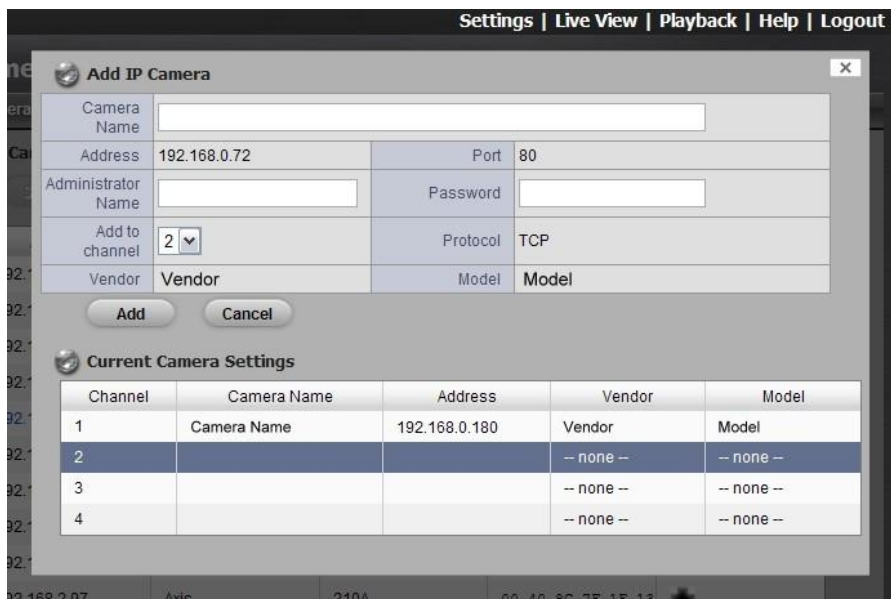 Settings | Live View | Playback | Help | Logout
Add IP Camera
Camera Name
Address 192.168.0.72 Port 80
Administrator Name Password
Add to channel 2 Protocol TCP
Vendor Vendor Model Model
Add Cancel
Current Camera Settings
Channel Camera Name Address Vendor Model
1 Camera Name 192.168.0.180 Vendor Model
2 -- none -- -- none --
3 -- none -- -- none --
4 -- none -- -- none --
Axis 210A